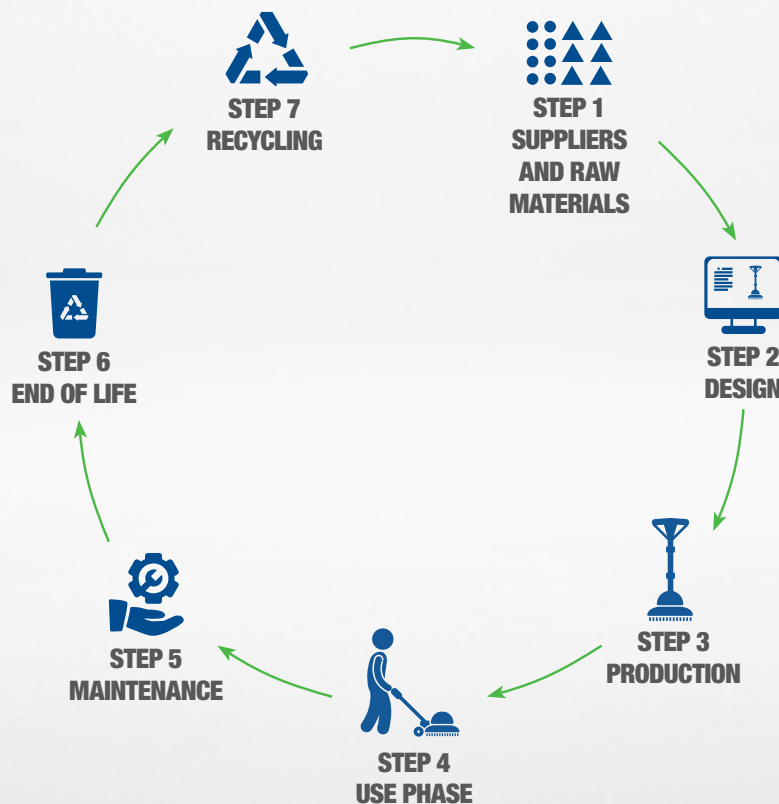 STEP 7
RECYCLING
STEP 1
SUPPLIERS
AND RAW
MATERIALS
STEP 2
DESIGN
STEP 3
PRODUCTION
STEP 4
USE PHASE
STEP 5
MAINTENANCE
STEP 6
END OF LIFE